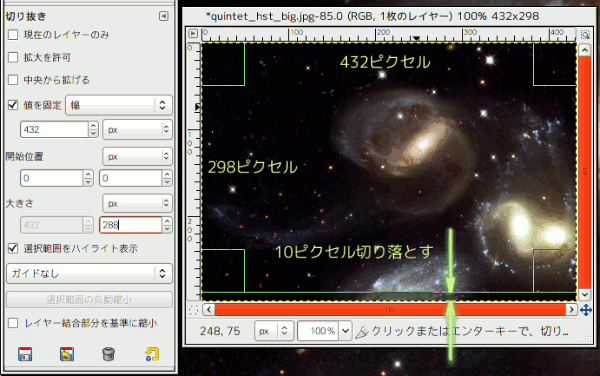 切り抜き
現在のレイヤーのみ
拡大を許可
中央から拡げる
値を固定 幅
432 px
開始位置 px
0 0
大きさ px
432 288
選択範囲をハイライト表示
ガイドなし
選択範囲の自動縮小
レイヤー結合部分を基準に縮小
*quintet_hst_big.jpg-85.0 (RGB, 1枚のレイヤー) 100% 432x298
0 100 200 300 400
100
200
432ピクセル
298ピクセル
10ピクセル切り落とす
248, 75 px 100% クリックまたはエンターキーで、切り...